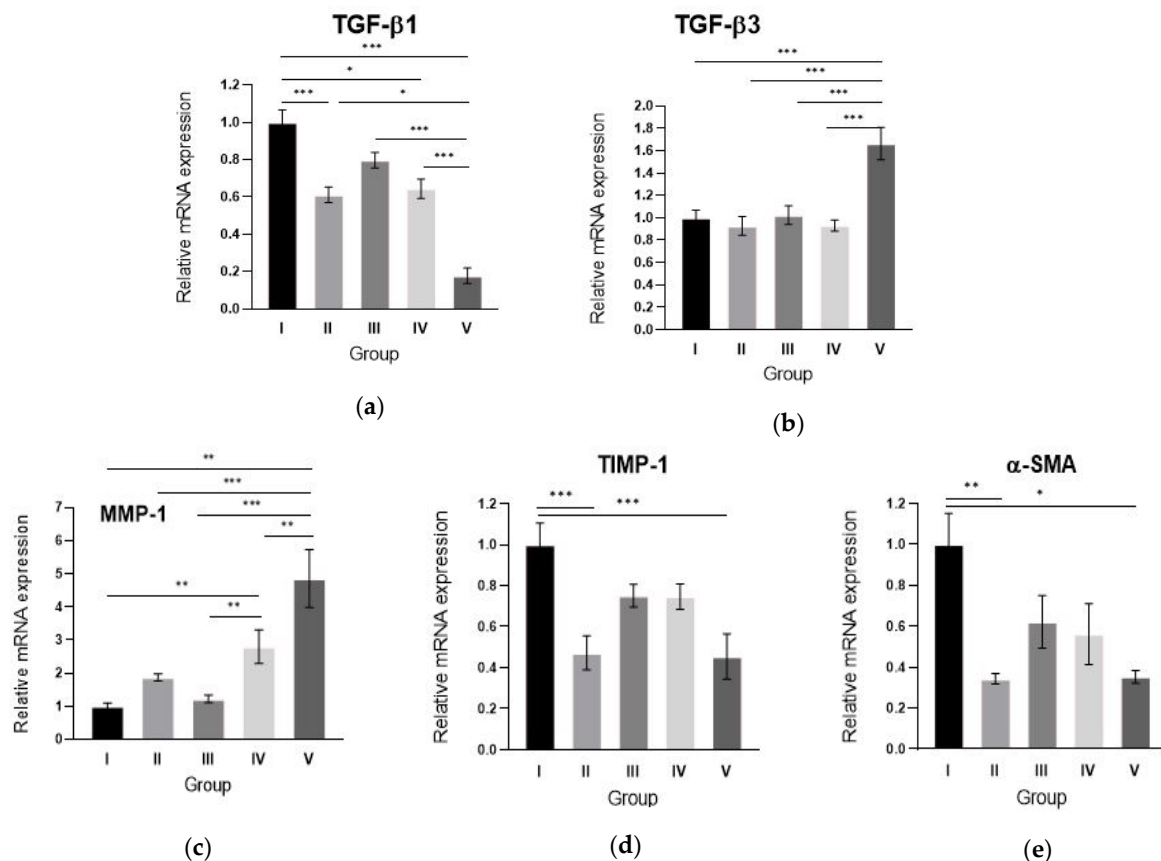 TGF-β1
***
*
***
*
***
***
Relative mRNA expression
1.2
1.0
0.8
0.6
0.4
0.2
0.0
I II III IV V
Group
(a)
TGF-β3
***
***
***
***
Relative mRNA expression
2.0
1.8
1.6
1.4
1.2
1.0
0.8
0.6
0.4
0.2
0.0
I II III IV V
Group
(b)
**
***
***
**
**
**
MMP-1
Relative mRNA expression
7
6
5
4
3
2
1
0
I II III IV V
Group
(c)
TIMP-1
***
***
Relative mRNA expression
1.2
1.0
0.8
0.6
0.4
0.2
0.0
I II III IV V
Group
(d)
α-SMA
**
*
Relative mRNA expression
1.2
1.0
0.8
0.6
0.4
0.2
0.0
I II III IV V
Group
(e)